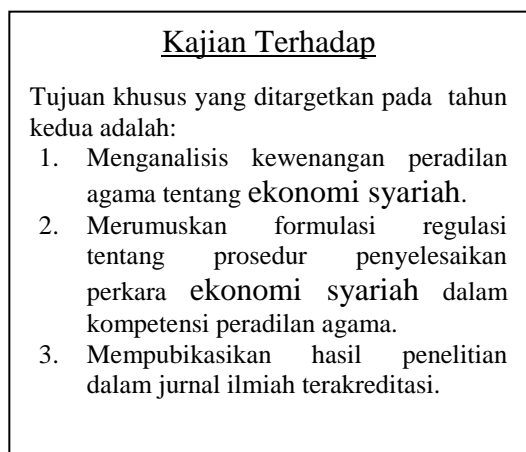 Kajian Terhadap
Tujuan khusus yang ditargetkan pada tahun
kedua adalah:
1. Menganalisis kewenangan peradilan
agama tentang ekonomi syariah.
2. Merumuskan formulasi regulasi
tentang prosedur penyelesaikan
perkara ekonomi syariah dalam
kompetensi peradilan agama.
3. Mempubikasikan hasil penelitian
dalam jurnal ilmiah terakreditasi.